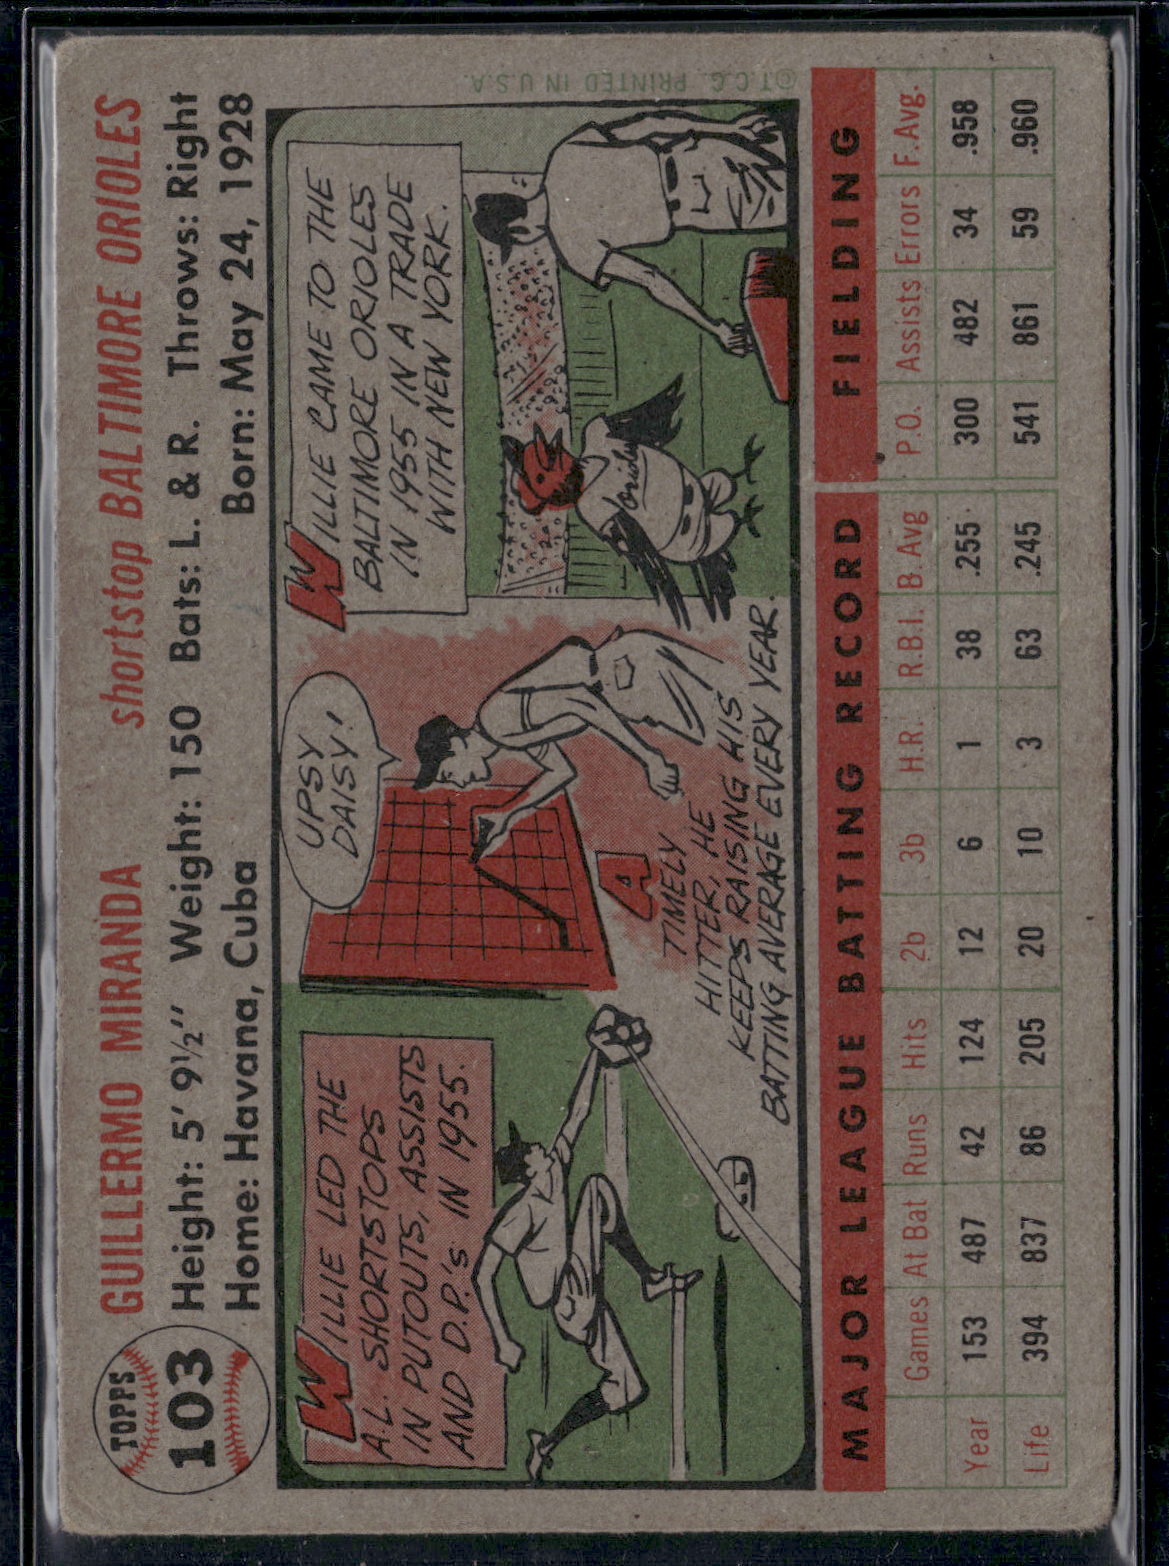 TOPPS
103
GUILLERMO MIRANDA shortstop BALTIMORE ORIOLES
Height: 5' 9½" Weight: 150 Bats: L. & R. Throws: Right
Home: Havana, Cuba Born: May 24, 1928
WILLIE LED THE
A.L. SHORTSTOPS
IN PUTOUTS, ASSISTS
AND D.P.'s IN 1955.
UPSY
DAISY!
A
TIMELY
HITTER, HE
KEEPS RAISING HIS
BATTING AVERAGE EVERY YEAR.
WILLIE CAME TO THE
BALTIMORE ORIOLES
IN 1955 IN A TRADE
WITH NEW YORK.
Orioles
©T.C.G. PRINTED IN U.S.A.
MAJOR LEAGUE BATTING RECORD FIELDING
Games At Bat Runs Hits 2b 3b H.R. R.B.I. B.Avg P.O. Assists Errors F.Avg.
Year 153 487 42 124 12 6 1 38 .255 300 482 34 .958
Life 394 837 86 205 20 10 3 63 .245 541 861 59 .960